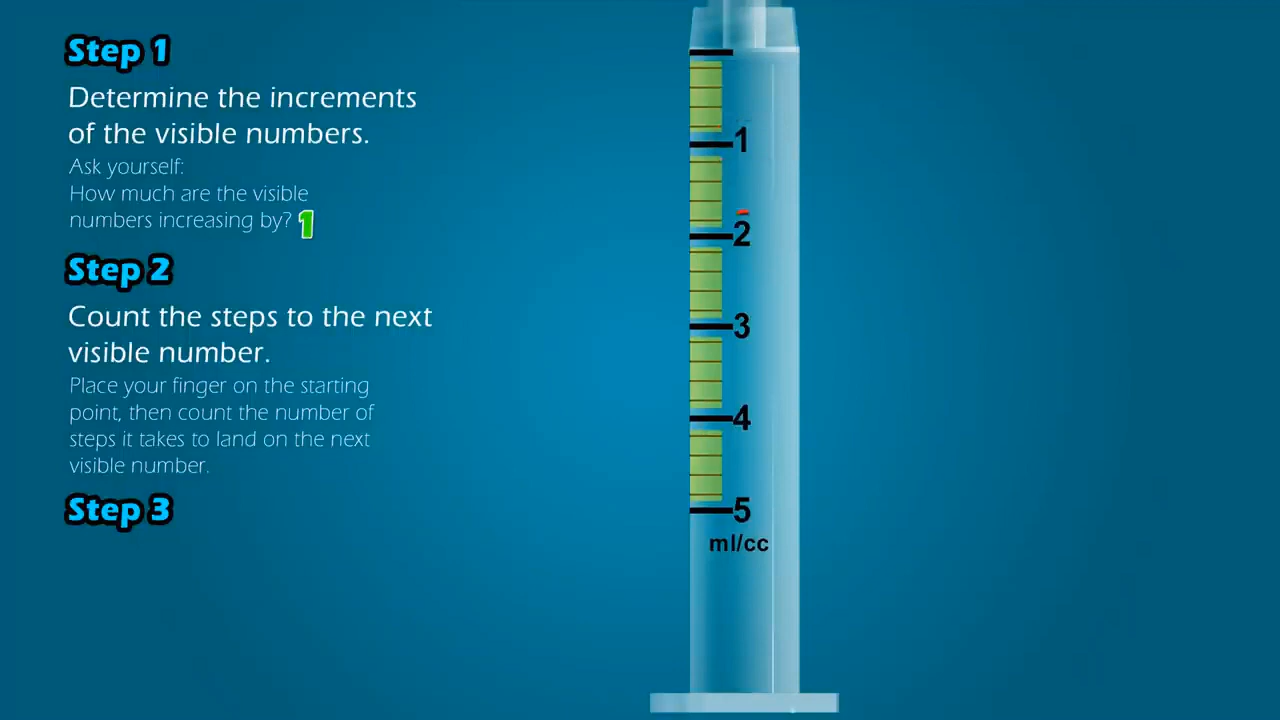 Step 1
Determine the increments
of the visible numbers.
Ask yourself:
How much are the visible
numbers increasing by? 1
Step 2
Count the steps to the next
visible number.
Place your finger on the starting
point, then count the number of
steps it takes to land on the next
visible number.
Step 3
1
2
3
4
5
ml/cc